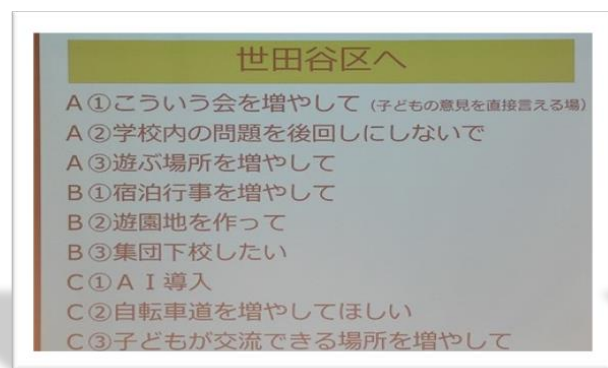 世田谷区へ
A①こういう会を増やして（子どもの意見を直接言える場）
A②学校内の問題を後回しにしないで
A③遊ぶ場所を増やして
B①宿泊行事を増やして
B②遊園地を作って
B③集団下校したい
C①AI導入
C②自転車道を増やしてほしい
C③子どもが交流できる場所を増やして